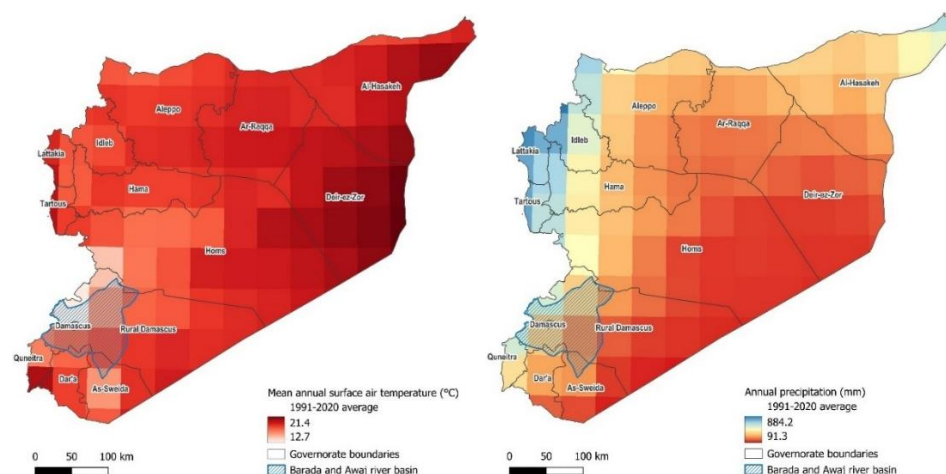 Al-Hasakeh
Aleppo
Ar-Raqqa
Idleb
Lattakia
Hama
Deir-ez-Zor
Tartous
Homs
Damascus
Rural Damascus
Quneitra
Dar'a
As-Sweida
Mean annual surface air temperature (°C)
1991-2020 average
21.4
12.7
Governorate boundaries
Barada and Awaj river basin
0 50 100 km
Al-Hasakeh
Aleppo
Ar-Raqqa
Idleb
Lattakia
Hama
Deir-ez-Zor
Tartous
Homs
Damascus
Rural Damascus
Quneitra
Dar'a
As-Sweida
Annual precipitation (mm)
1991-2020 average
884.2
91.3
Governorate boundaries
Barada and Awaj river basin
0 50 100 km